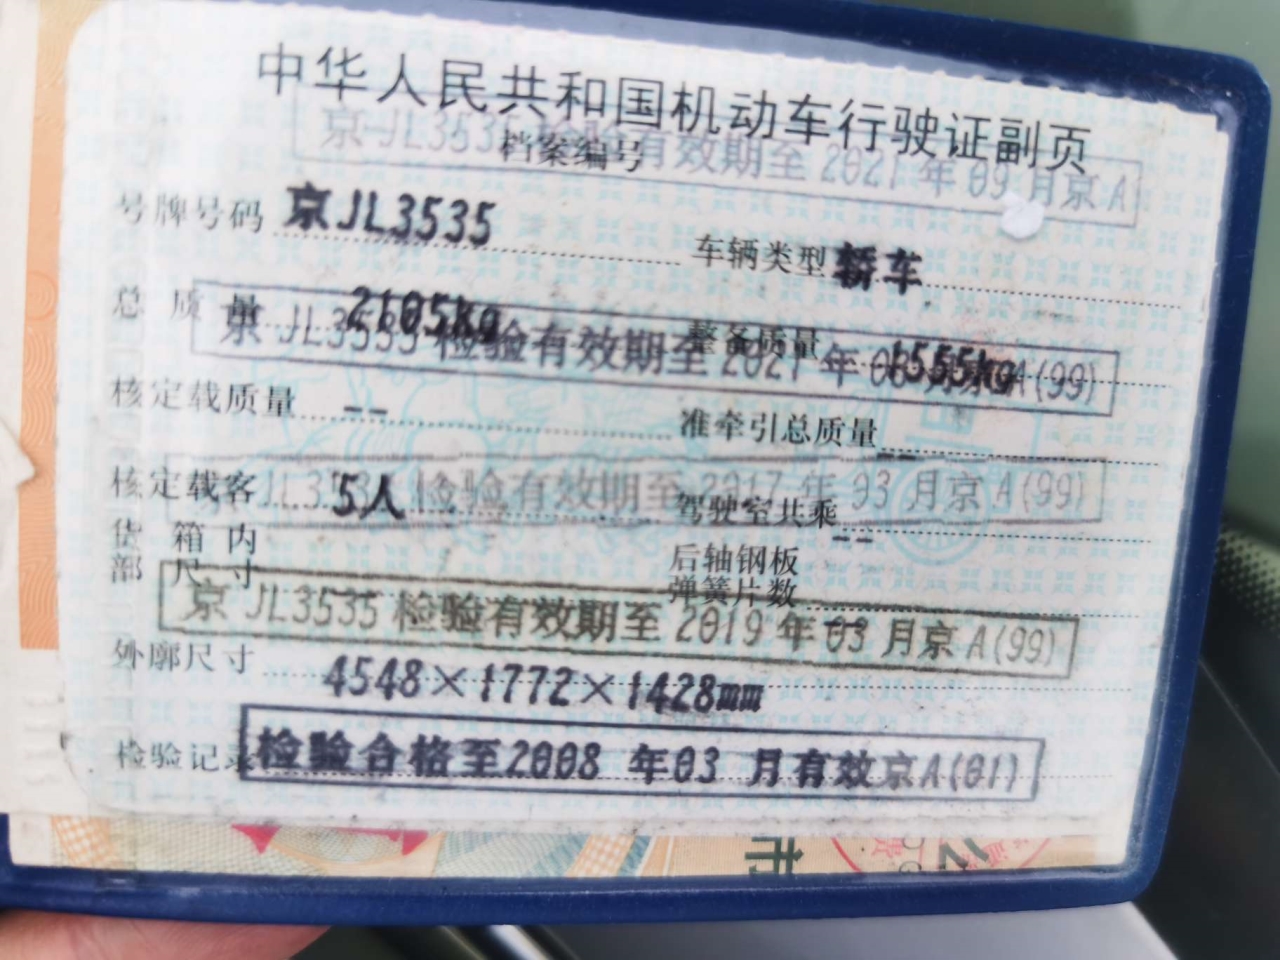 中华人民共和国机动车行驶证副页
京JL3535检验有效期至2021年09月京A
档案编号
号牌号码 京JL3535 车辆类型 轿车
总质量 2105kg 整备质量 1555kg
京JL3535检验有效期至2021年 A(99)
核定载质量 -- 准牵引总质量 --
核定载客 5人 驾驶室共乘 --
JL3535检验有效期至2017年03月京A(99)
货箱内部尺寸 后轴钢板弹簧片数 --
京JL3535检验有效期至2019年03月京A(99)
外廓尺寸 4548×1772×1428mm
检验记录 检验合格至2008年03月有效京A(01)
市